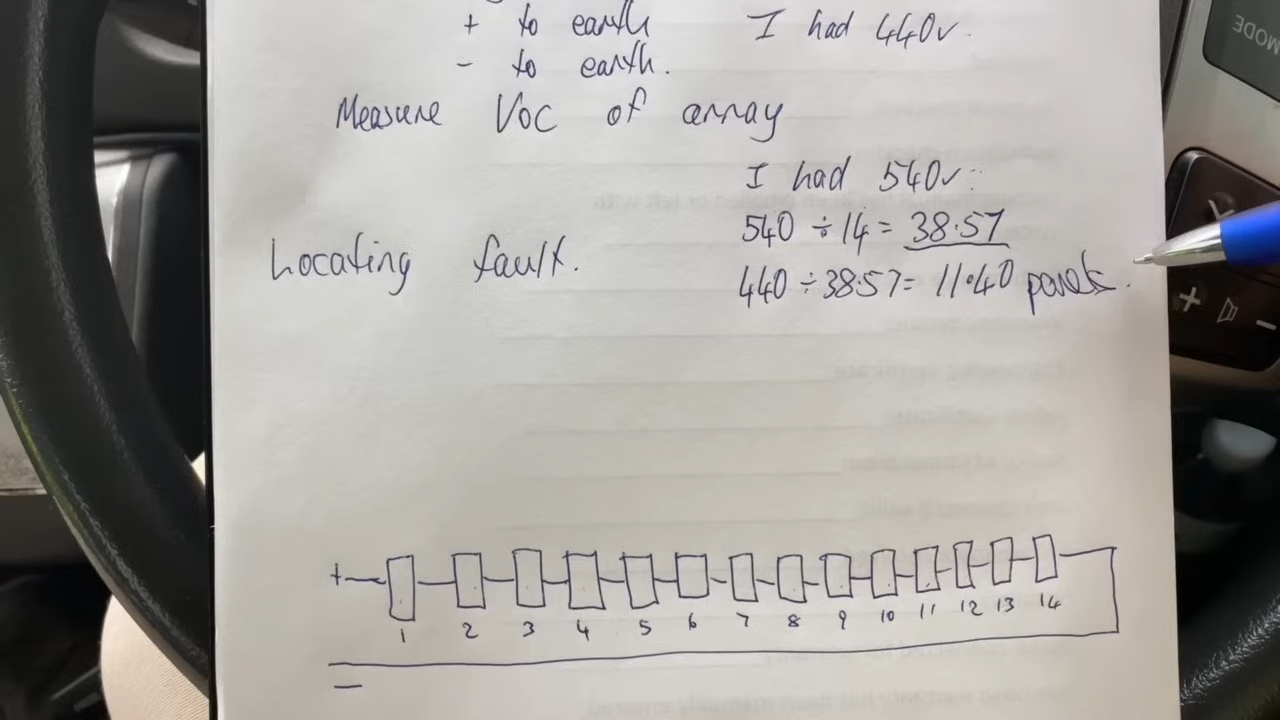 + to earth I had 440v.
- to earth.
Measure Voc of array
I had 540v:
540 ÷ 14 = 38.57
Locating fault.
440 ÷ 38.57 = 11.40 panels.
+
1 2 3 4 5 6 7 8 9 10 11 12 13 14
-
MODE
+ -